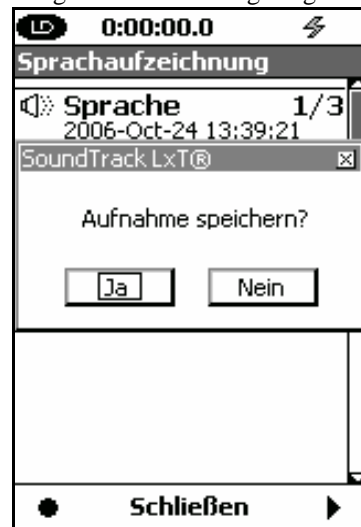 LD 0:00:00.0
Sprachaufzeichnung
Sprache 1/3
2006-Oct-24 13:39:21
SoundTrack LxT®
Aufnahme speichern?
Ja Nein
Schließen